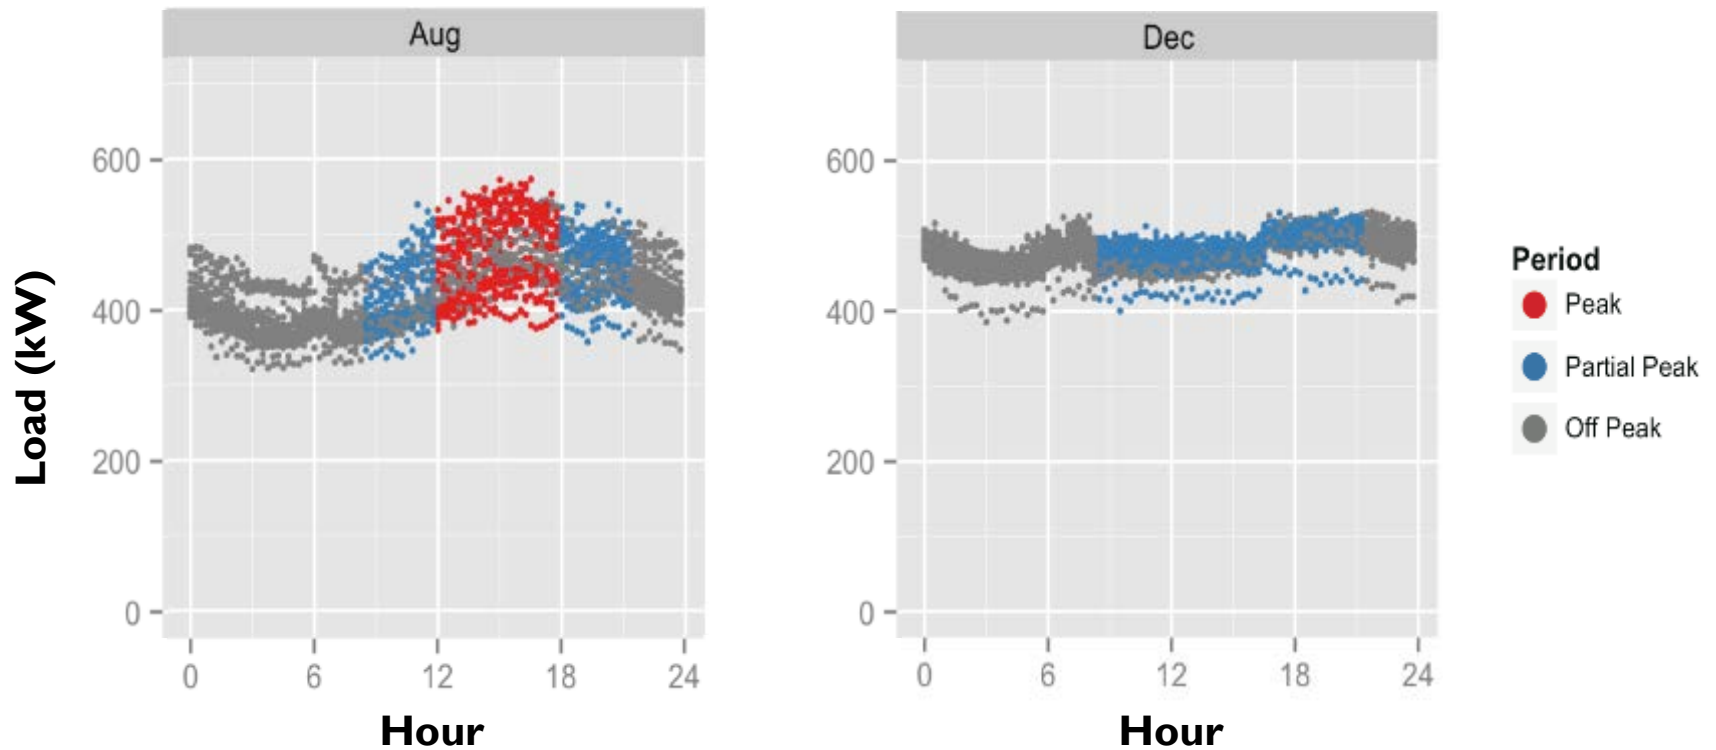 Aug
Dec
Load (kW)
600
400
200
0
0 6 12 18 24
Hour
600
400
200
0
0 6 12 18 24
Hour
Period
Peak
Partial Peak
Off Peak